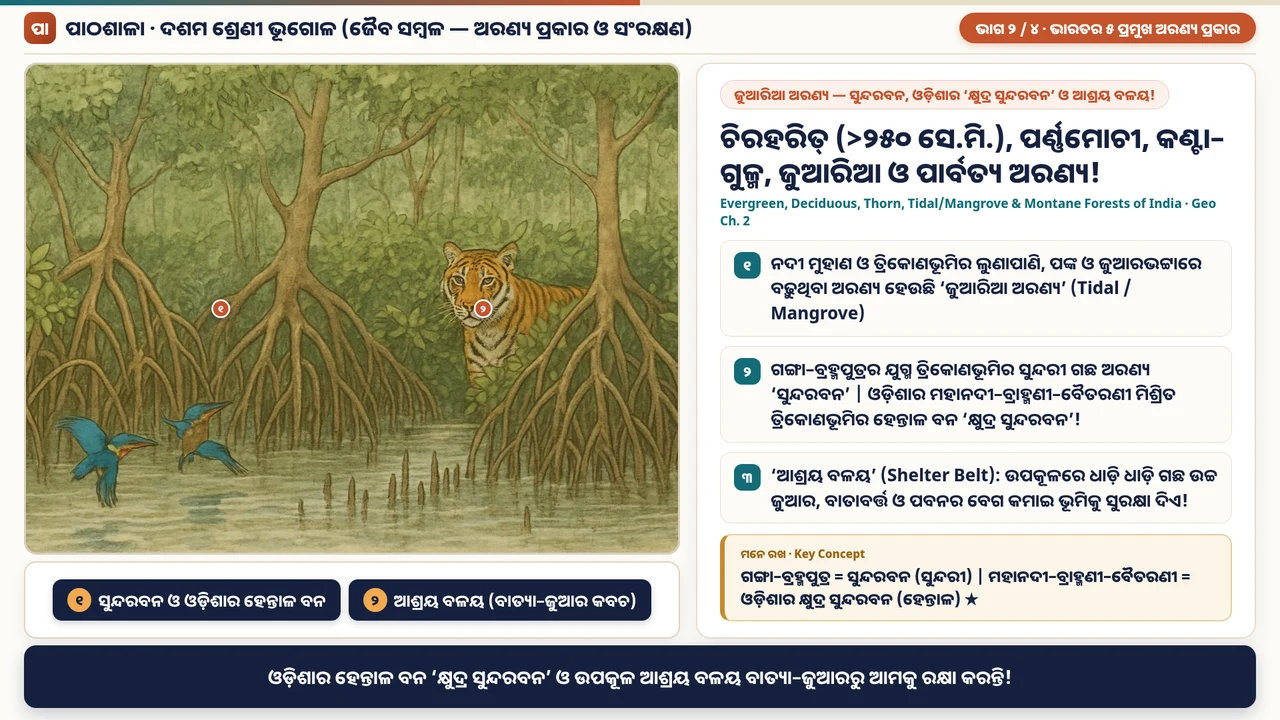 ପା
ପାଠଶାଳା · ଦଶମ ଶ୍ରେଣୀ ଭୂଗୋଳ (ଜୈବ ସମ୍ବଳ — ଅରଣ୍ୟ ପ୍ରକାର ଓ ସଂରକ୍ଷଣ)
ଭାଗ ୨ / ୪ · ଭାରତର ୫ ପ୍ରମୁଖ ଅରଣ୍ୟ ପ୍ରକାର
୧
୨
୧ ସୁନ୍ଦରବନ ଓ ଓଡ଼ିଶାର ହେନ୍ତାଳ ବନ
୨ ଆଶ୍ରୟ ବଳୟ (ବାତ୍ୟା-ଜୁଆର କବଚ)
ଜୁଆରିଆ ଅରଣ୍ୟ — ସୁନ୍ଦରବନ, ଓଡ଼ିଶାର ‘କ୍ଷୁଦ୍ର ସୁନ୍ଦରବନ’ ଓ ଆଶ୍ରୟ ବଳୟ!
ଚିରହରିତ୍ (>୨୫୦ ସେ.ମି.), ପର୍ଣ୍ଣମୋଚୀ, କଣ୍ଟା-
ଗୁଳ୍ମ, ଜୁଆରିଆ ଓ ପାର୍ବତ୍ୟ ଅରଣ୍ୟ!
Evergreen, Deciduous, Thorn, Tidal/Mangrove & Montane Forests of India · Geo
Ch. 2
୧ ନଦୀ ମୁହାଣ ଓ ତ୍ରିକୋଣଭୂମିର ଲୁଣାପାଣି, ପଙ୍କ ଓ ଜୁଆରଭଟ୍ଟାରେ
ବଢୁଥିବା ଅରଣ୍ୟ ହେଉଛି ‘ଜୁଆରିଆ ଅରଣ୍ୟ’ (Tidal /
Mangrove)
୨ ଗଙ୍ଗା-ବ୍ରହ୍ମପୁତ୍ରର ଯୁଗ୍ମ ତ୍ରିକୋଣଭୂମିର ସୁନ୍ଦରୀ ଗଛ ଅରଣ୍ୟ
‘ସୁନ୍ଦରବନ’ | ଓଡ଼ିଶାର ମହାନଦୀ-ବ୍ରାହ୍ମଣୀ-ବୈତରଣୀ ମିଶ୍ରିତ
ତ୍ରିକୋଣଭୂମିର ହେନ୍ତାଳ ବନ ‘କ୍ଷୁଦ୍ର ସୁନ୍ଦରବନ’!
୩ ‘ଆଶ୍ରୟ ବଳୟ’ (Shelter Belt): ଉପକୂଳରେ ଧାଡ଼ି ଧାଡ଼ି ଗଛ ଉଚ୍ଚ
ଜୁଆର, ବାତାବର୍ତ୍ତ ଓ ପବନର ବେଗ କମାଇ ଭୂମିକୁ ସୁରକ୍ଷା ଦିଏ!
ମନେ ରଖ · Key Concept
ଗଙ୍ଗା-ବ୍ରହ୍ମପୁତ୍ର = ସୁନ୍ଦରବନ (ସୁନ୍ଦରୀ) | ମହାନଦୀ-ବ୍ରାହ୍ମଣୀ-ବୈତରଣୀ =
ଓଡ଼ିଶାର କ୍ଷୁଦ୍ର ସୁନ୍ଦରବନ (ହେନ୍ତାଳ) ★
ଓଡ଼ିଶାର ହେନ୍ତାଳ ବନ ‘କ୍ଷୁଦ୍ର ସୁନ୍ଦରବନ’ ଓ ଉପକୂଳ ଆଶ୍ରୟ ବଳୟ ବାତ୍ୟା-ଜୁଆରରୁ ଆମକୁ ରକ୍ଷା କରନ୍ତି!